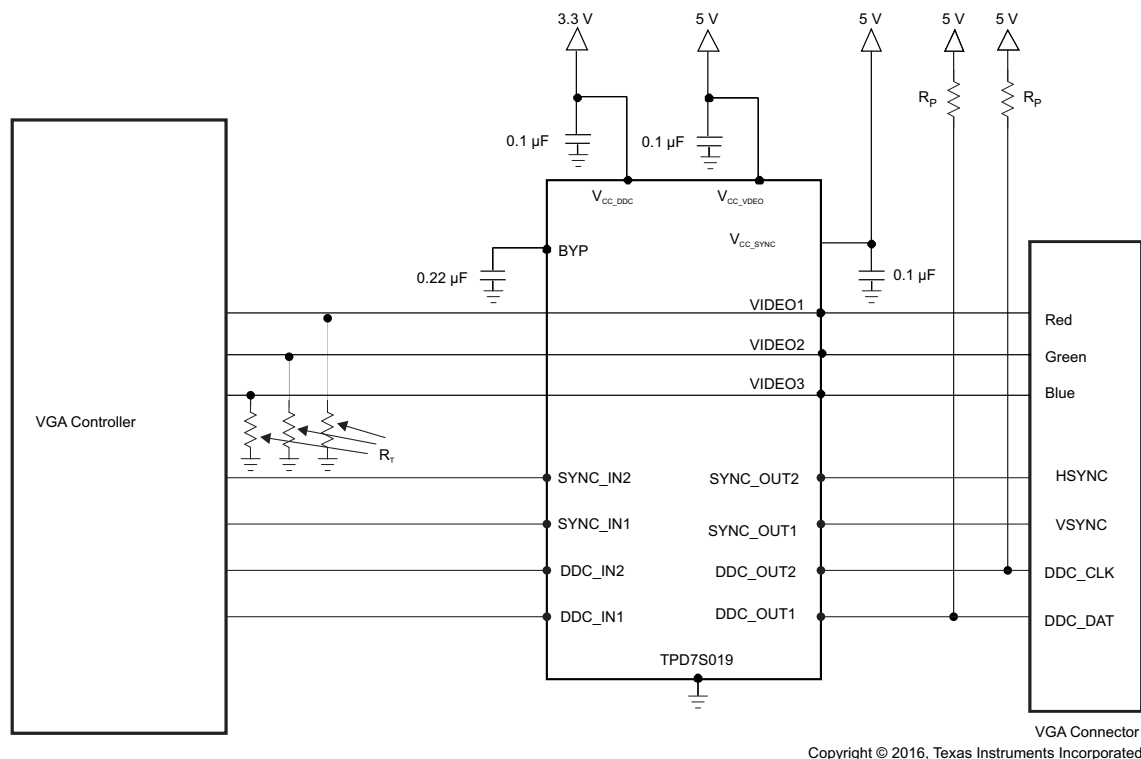 3.3 V
5 V
5 V
5 V
5 V
R_P
R_P
0.1 µF
0.1 µF
V_CC_DDC
V_CC_VDEO
V_CC_SYNC
BYP
0.22 µF
0.1 µF
VIDEO1
Red
VIDEO2
Green
VIDEO3
Blue
VGA Controller
R_T
SYNC_IN2
SYNC_OUT2
HSYNC
SYNC_IN1
SYNC_OUT1
VSYNC
DDC_IN2
DDC_OUT2
DDC_CLK
DDC_IN1
DDC_OUT1
DDC_DAT
TPD7S019
VGA Connector
Copyright © 2016, Texas Instruments Incorporated